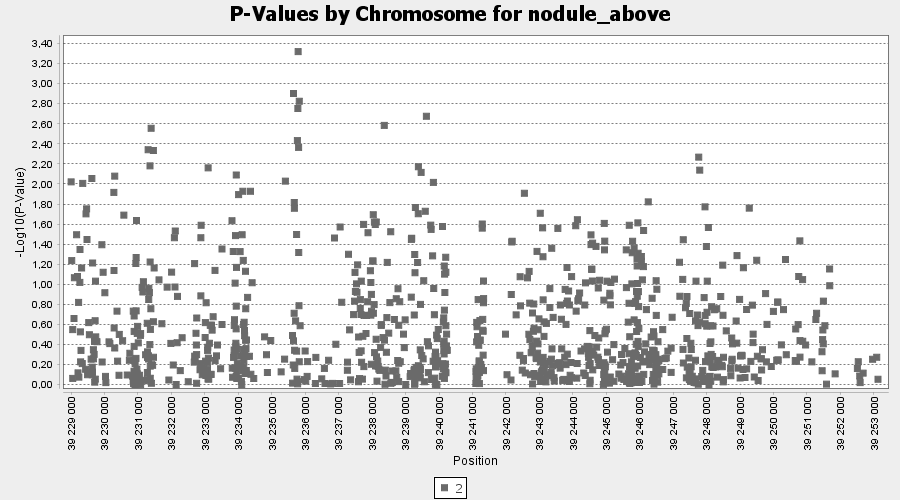 P-Values by Chromosome for nodule_above
-Log10(P-Value)
3,40
3,20
3,00
2,80
2,60
2,40
2,20
2,00
1,80
1,60
1,40
1,20
1,00
0,80
0,60
0,40
0,20
0,00
39 229 000
39 230 000
39 231 000
39 232 000
39 233 000
39 234 000
39 235 000
39 236 000
39 237 000
39 238 000
39 239 000
39 240 000
39 241 000
39 242 000
39 243 000
39 244 000
39 245 000
39 246 000
39 247 000
39 248 000
39 249 000
39 250 000
39 251 000
39 252 000
39 253 000
Position
2